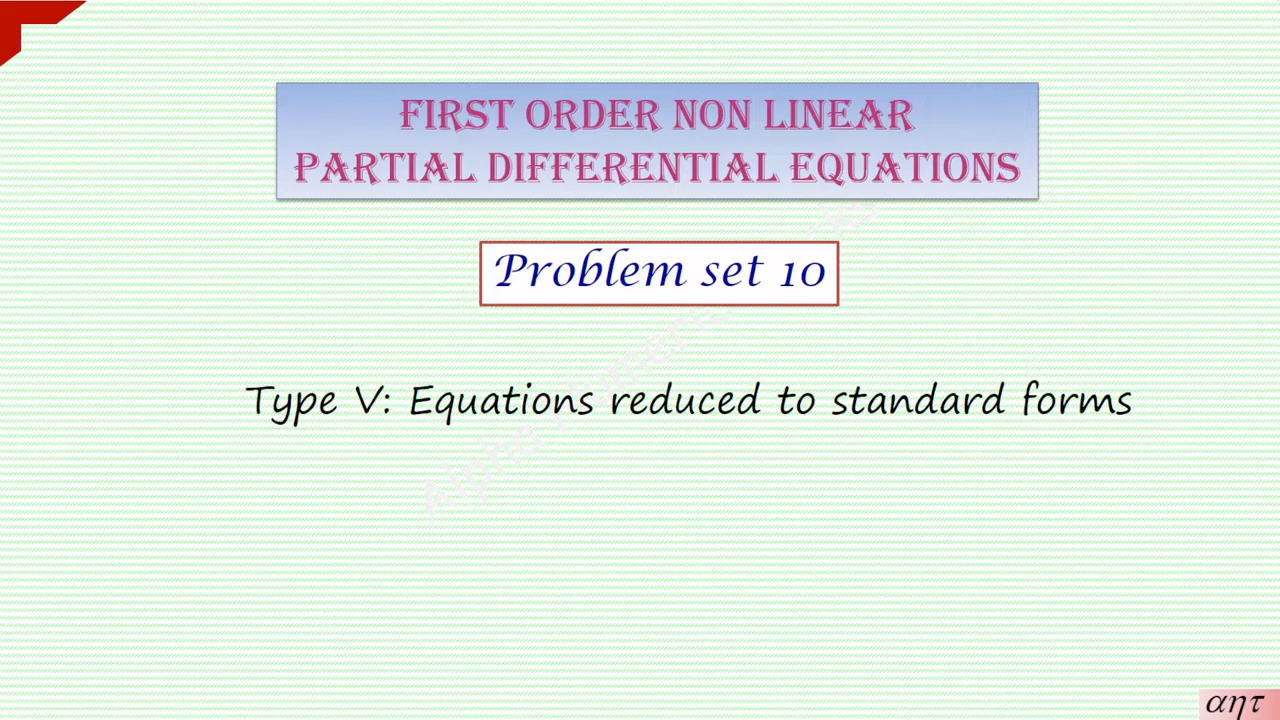 FIRST ORDER NON LINEAR
PARTIAL DIFFERENTIAL EQUATIONS
Problem set 10
Type V: Equations reduced to standard forms
αητ